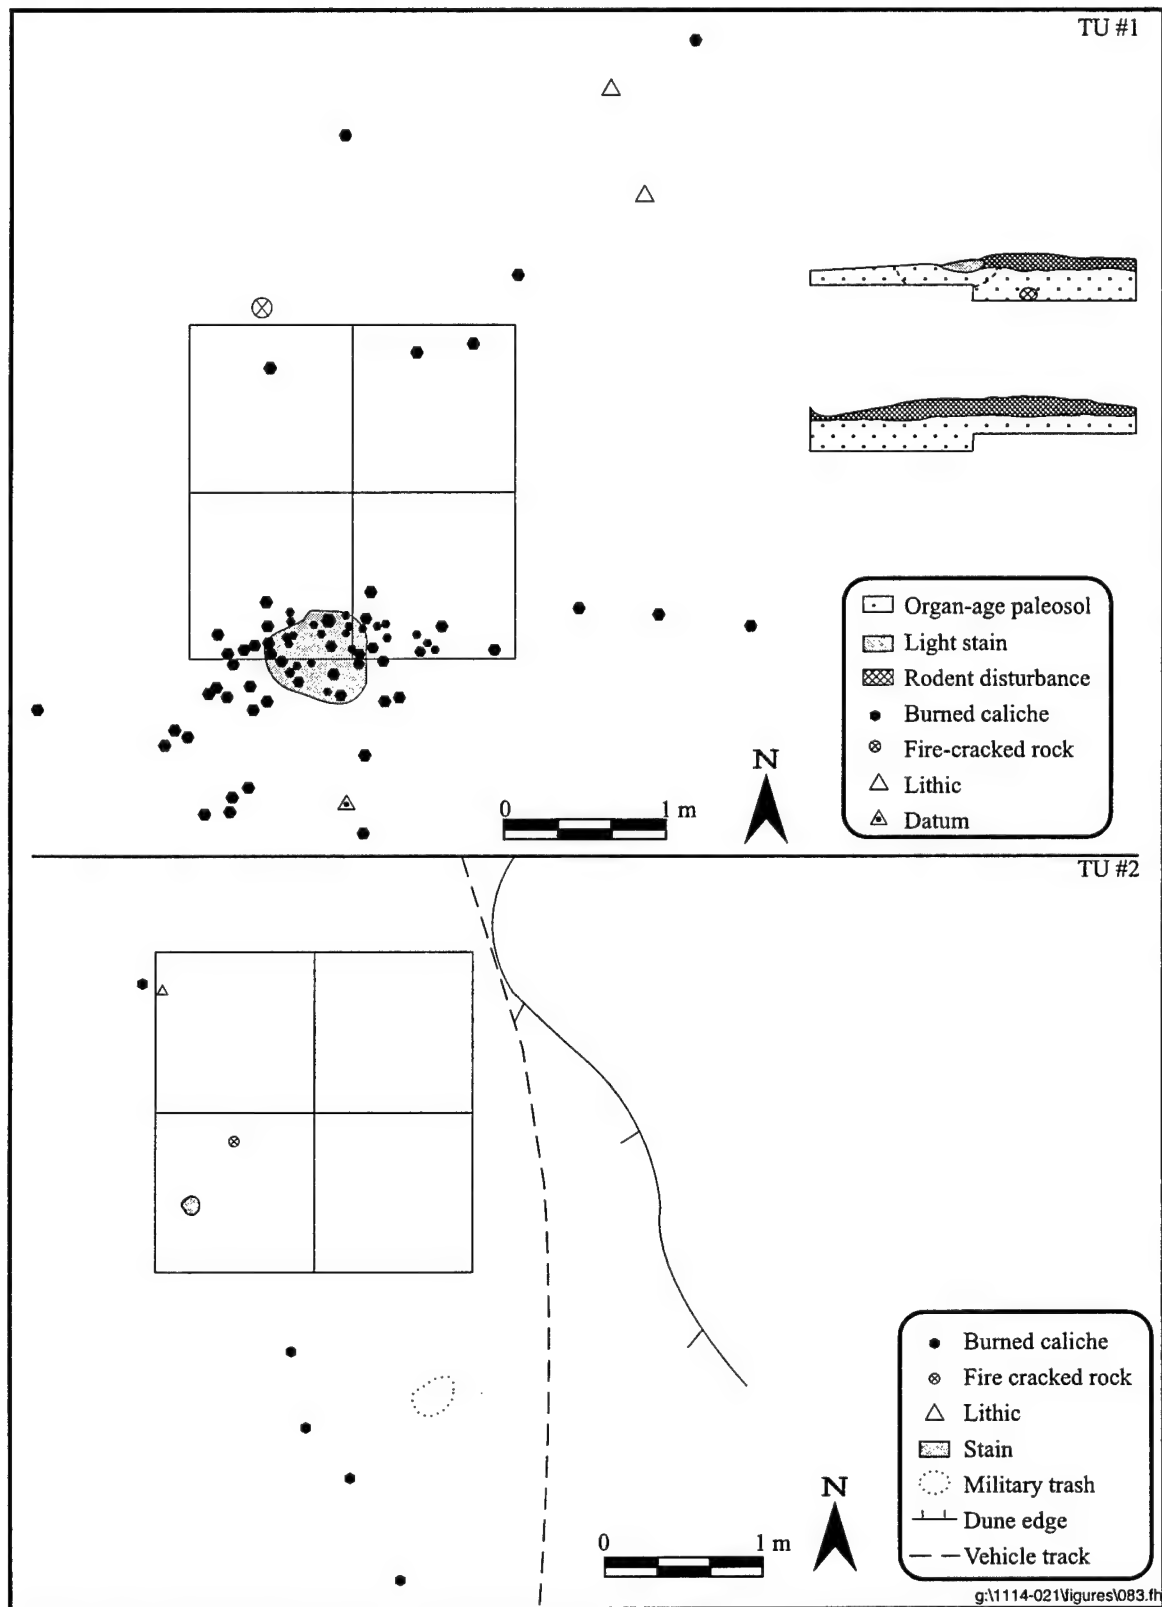 TU #1
Organ-age paleosol
Light stain
Rodent disturbance
Burned caliche
Fire-cracked rock
Lithic
Datum
N
0 1 m
TU #2
Burned caliche
Fire cracked rock
Lithic
Stain
Military trash
Dune edge
Vehicle track
N
0 1 m
g:\1114-021\figures\083.fh